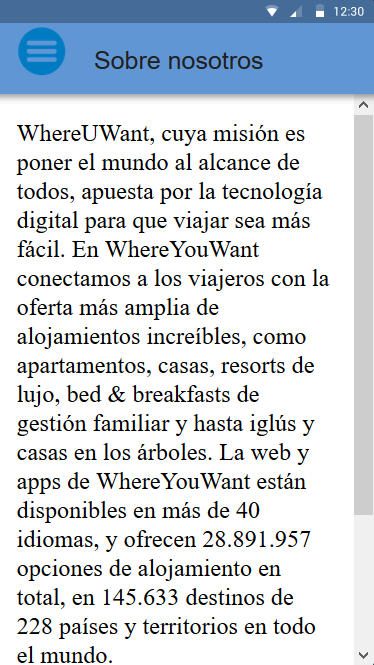 12:30
Sobre nosotros
WhereUWant, cuya misión es
poner el mundo al alcance de
todos, apuesta por la tecnología
digital para que viajar sea más
fácil. En WhereYouWant
conectamos a los viajeros con la
oferta más amplia de
alojamientos increíbles, como
apartamentos, casas, resorts de
lujo, bed & breakfasts de
gestión familiar y hasta iglús y
casas en los árboles. La web y
apps de WhereYouWant están
disponibles en más de 40
idiomas, y ofrecen 28.891.957
opciones de alojamiento en
total, en 145.633 destinos de
228 países y territorios en todo
el mundo.